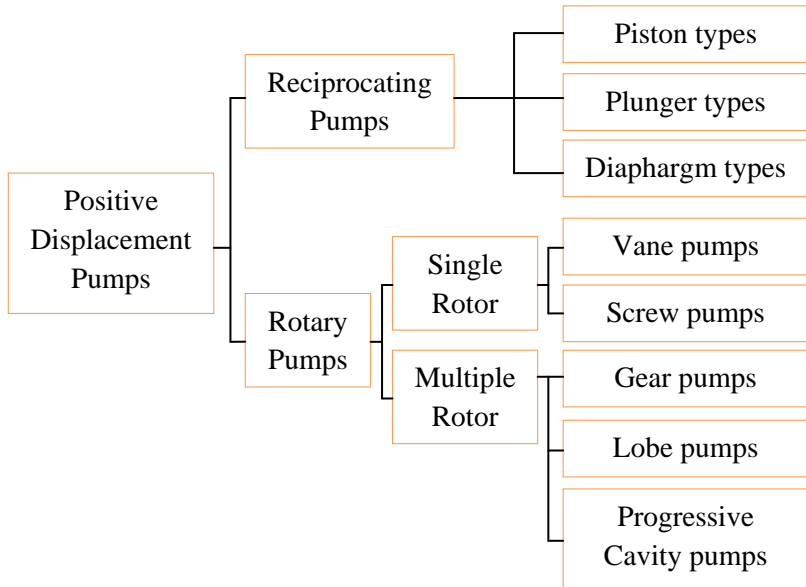 Positive
Displacement
Pumps
Reciprocating
Pumps
Piston types
Plunger types
Diaphargm types
Rotary
Pumps
Single
Rotor
Vane pumps
Screw pumps
Multiple
Rotor
Gear pumps
Lobe pumps
Progressive
Cavity pumps